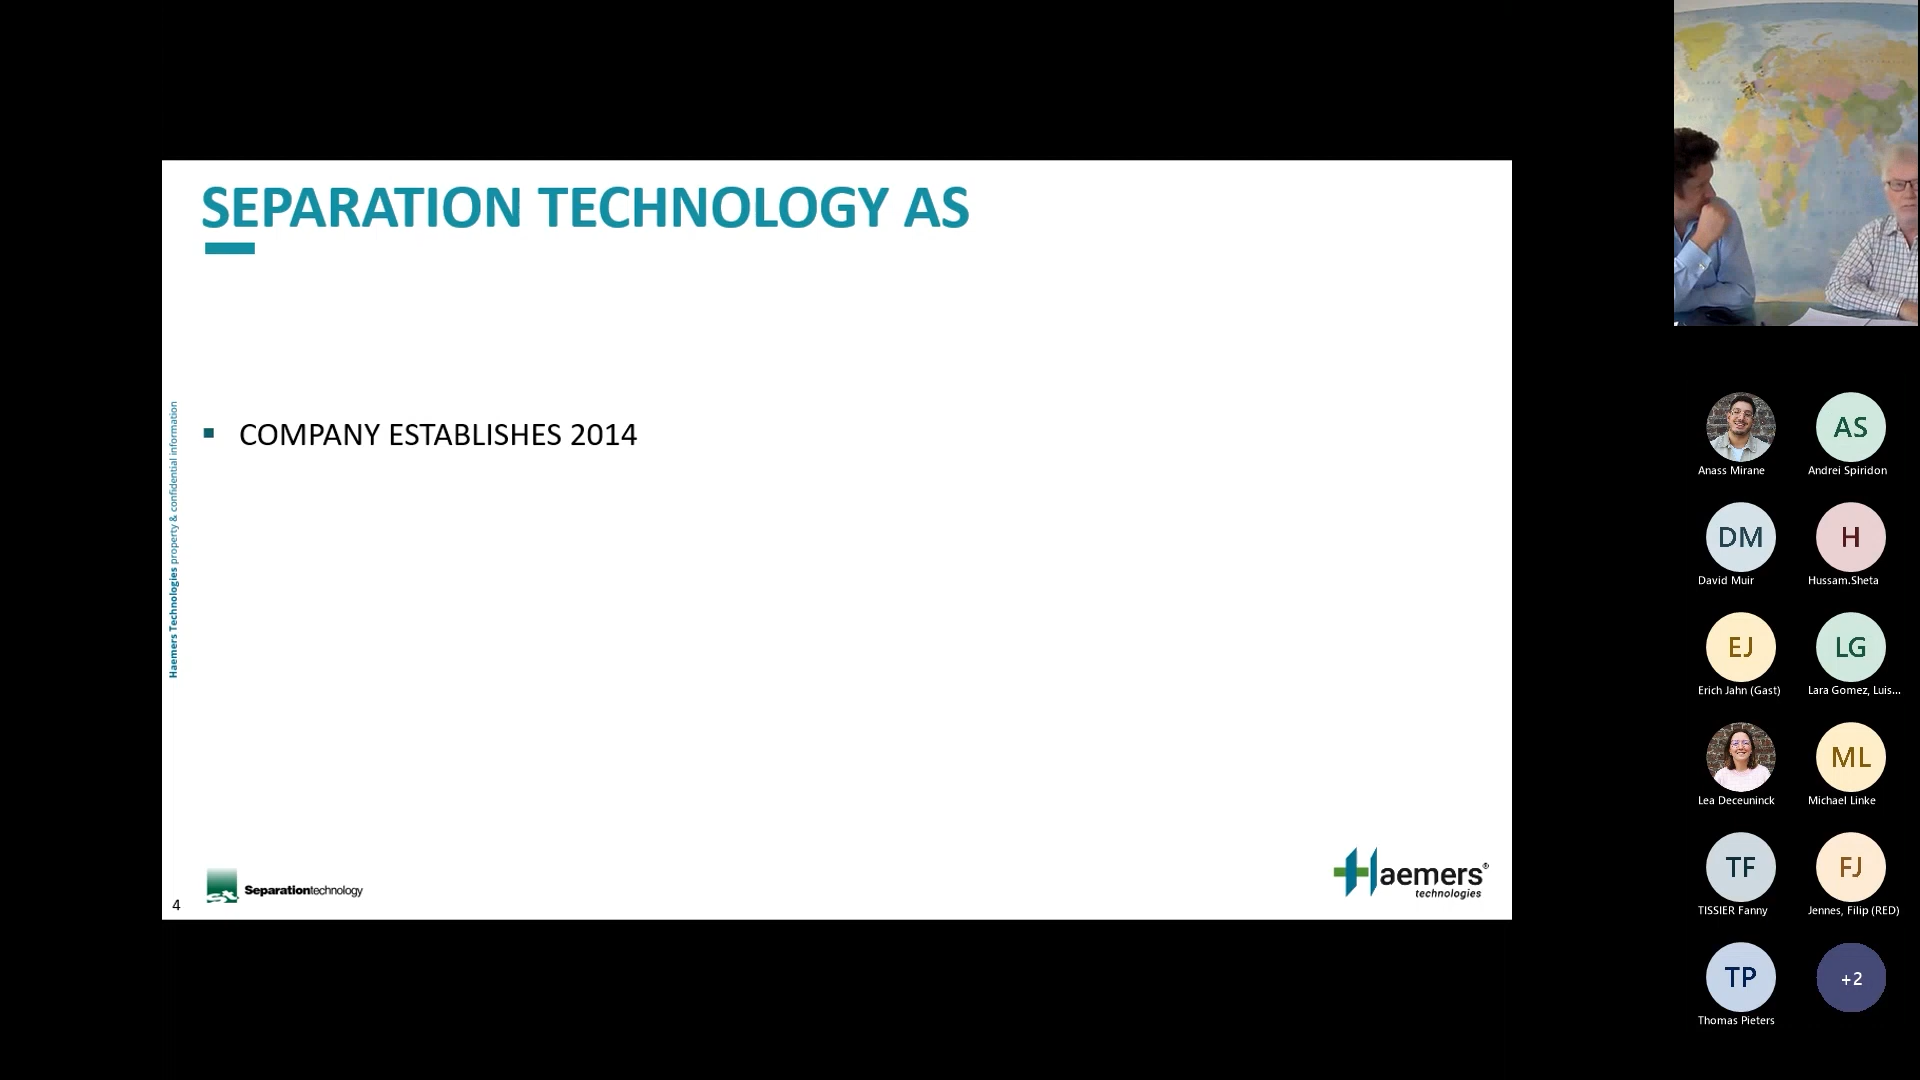 SEPARATION TECHNOLOGY AS
COMPANY ESTABLISHES 2014
Haemers Technologies property & confidential information
4
st
Separationtechnology
Haemers®
technologies
Anass Mirane
AS
Andrei Spiridon
DM
David Muir
H
Hussam.Sheta
EJ
Erich Jahn (Gast)
LG
Lara Gomez, Luis...
Lea Deceuninck
ML
Michael Linke
TF
TISSIER Fanny
FJ
Jennes, Filip (RED)
TP
Thomas Pieters
+2